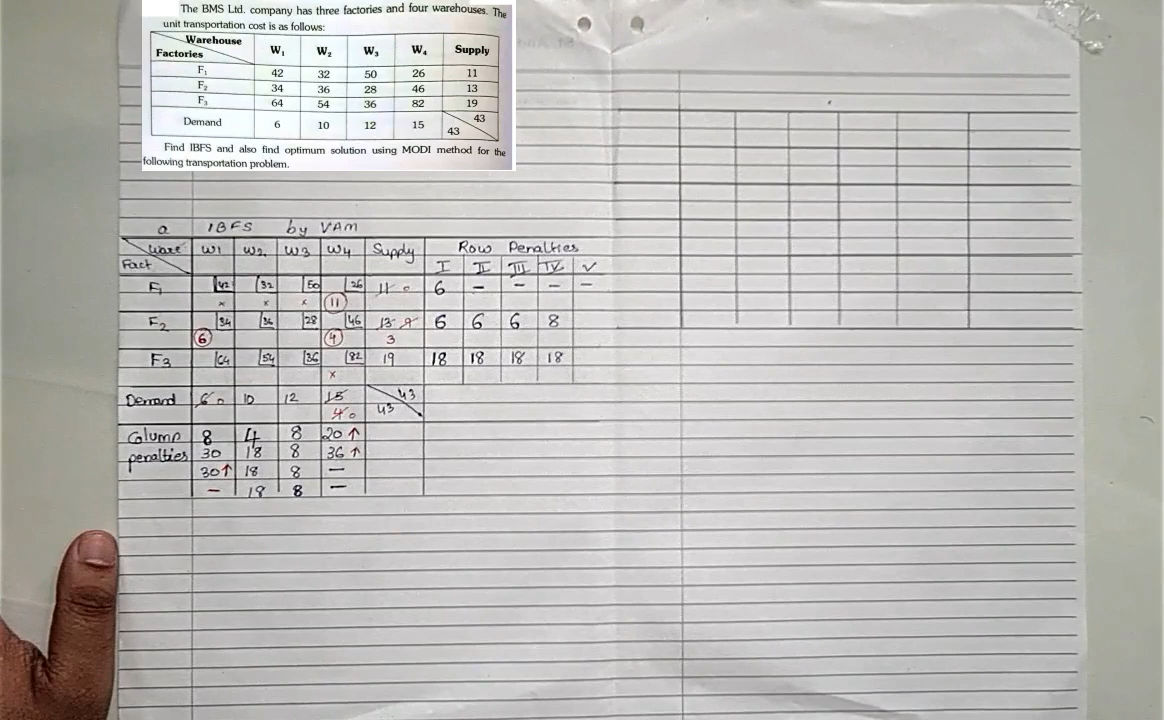 The BMS Ltd. company has three factories and four warehouses. The
unit transportation cost is as follows:
Warehouse
Factories W₁ W₂ W₃ W₄ Supply
F₁ 42 32 50 26 11
F₂ 34 36 28 46 13
F₃ 64 54 36 82 19
Demand 6 10 12 15 43 43
Find IBFS and also find optimum solution using MODI method for the
following transportation problem.
a IBFS by VAM
Ware W1 W2 W3 W4 Supply Row Penalties
Fact I II III IV V
F1 42 32 50 26 11 0 6 - - - -
x x x 11
F2 34 36 28 46 13 9 6 6 6 8
6 4 3
F3 64 54 36 82 19 18 18 18 18
x
Demand 6 0 10 12 15 43
4 0 43
Column 8 4 8 20 ↑
penalties 30 18 8 36 ↑
30 ↑ 18 8 -
- 18 8 -